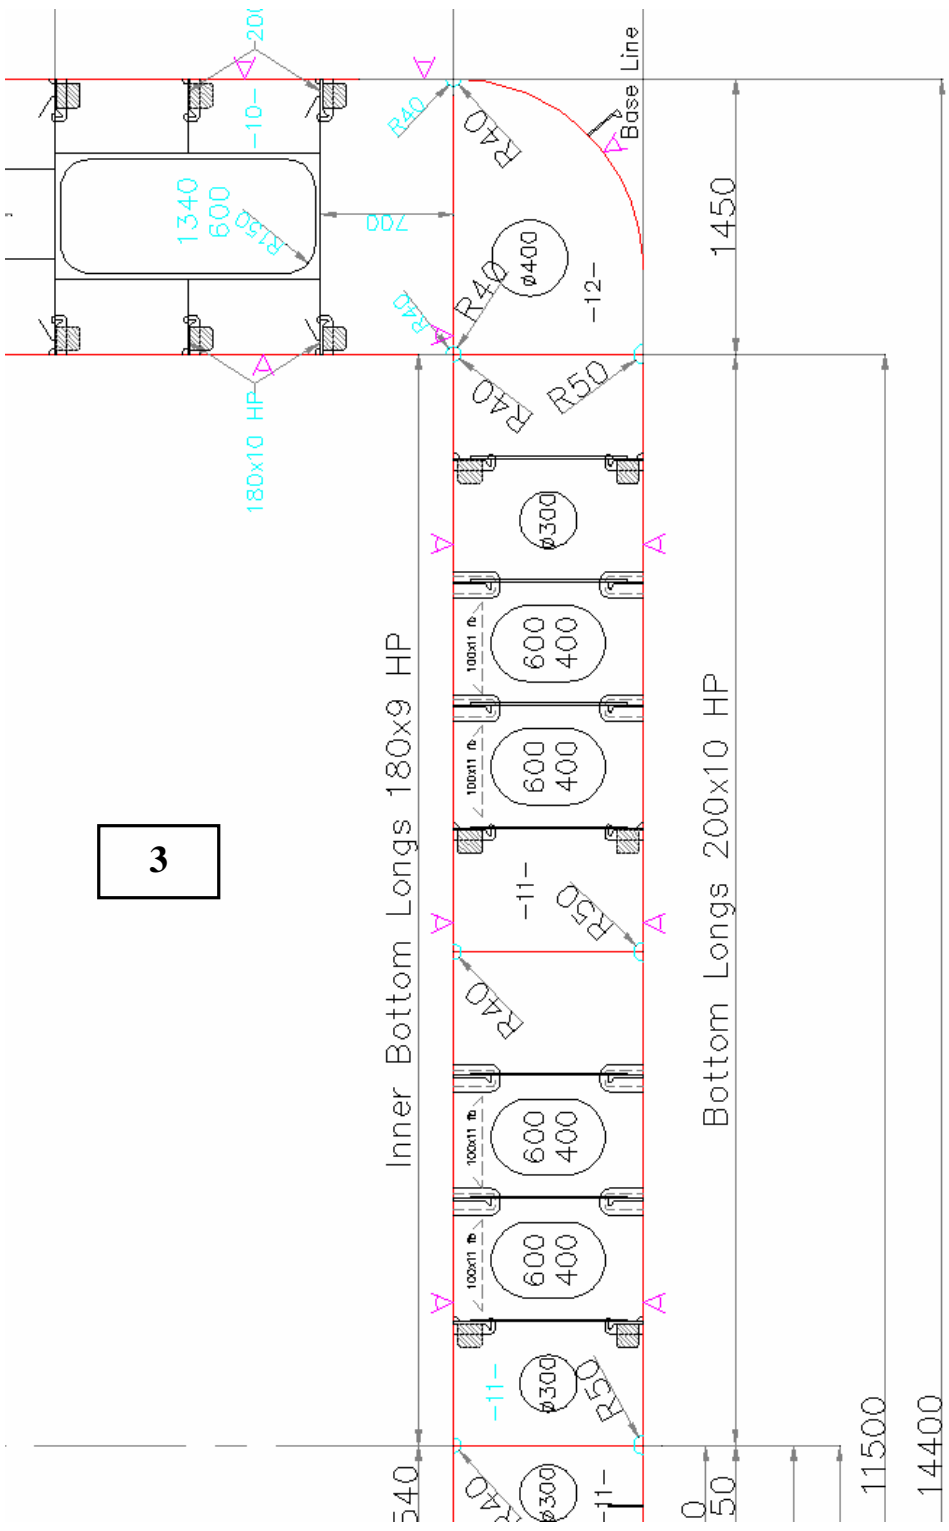 -200
-10-
R40
R40
Base Line
1340
600
R150
700
1450
ø400
-12-
R40
R40
R40
R50
180x10 HP
ø300
100x11 fb
600
400
100x11 fb
600
400
Inner Bottom Longs 180x9 HP
Bottom Longs 200x10 HP
3
-11-
R50
R40
100x11 fb
600
400
100x11 fb
600
400
-11-
ø300
R50
11500
14400
540
R40
ø300
-11-
0
50